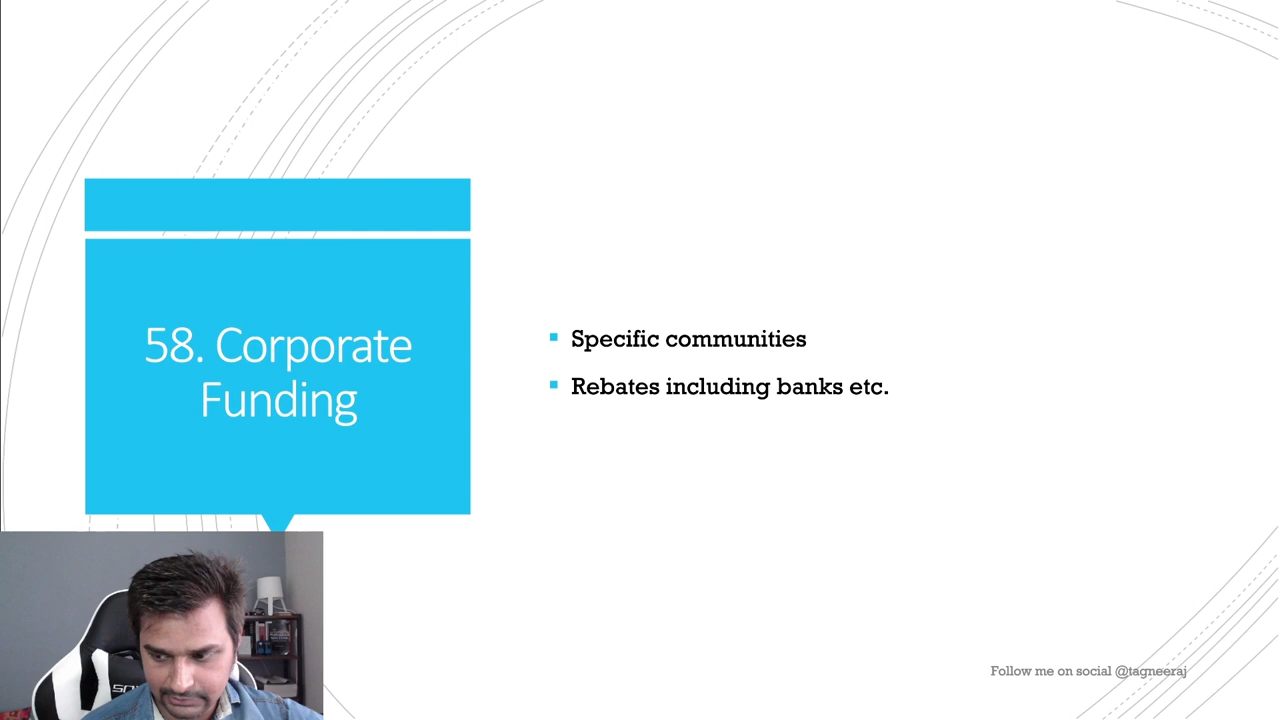 58. Corporate
Funding
Specific communities
Rebates including banks etc.
Follow me on social @tagneeraj